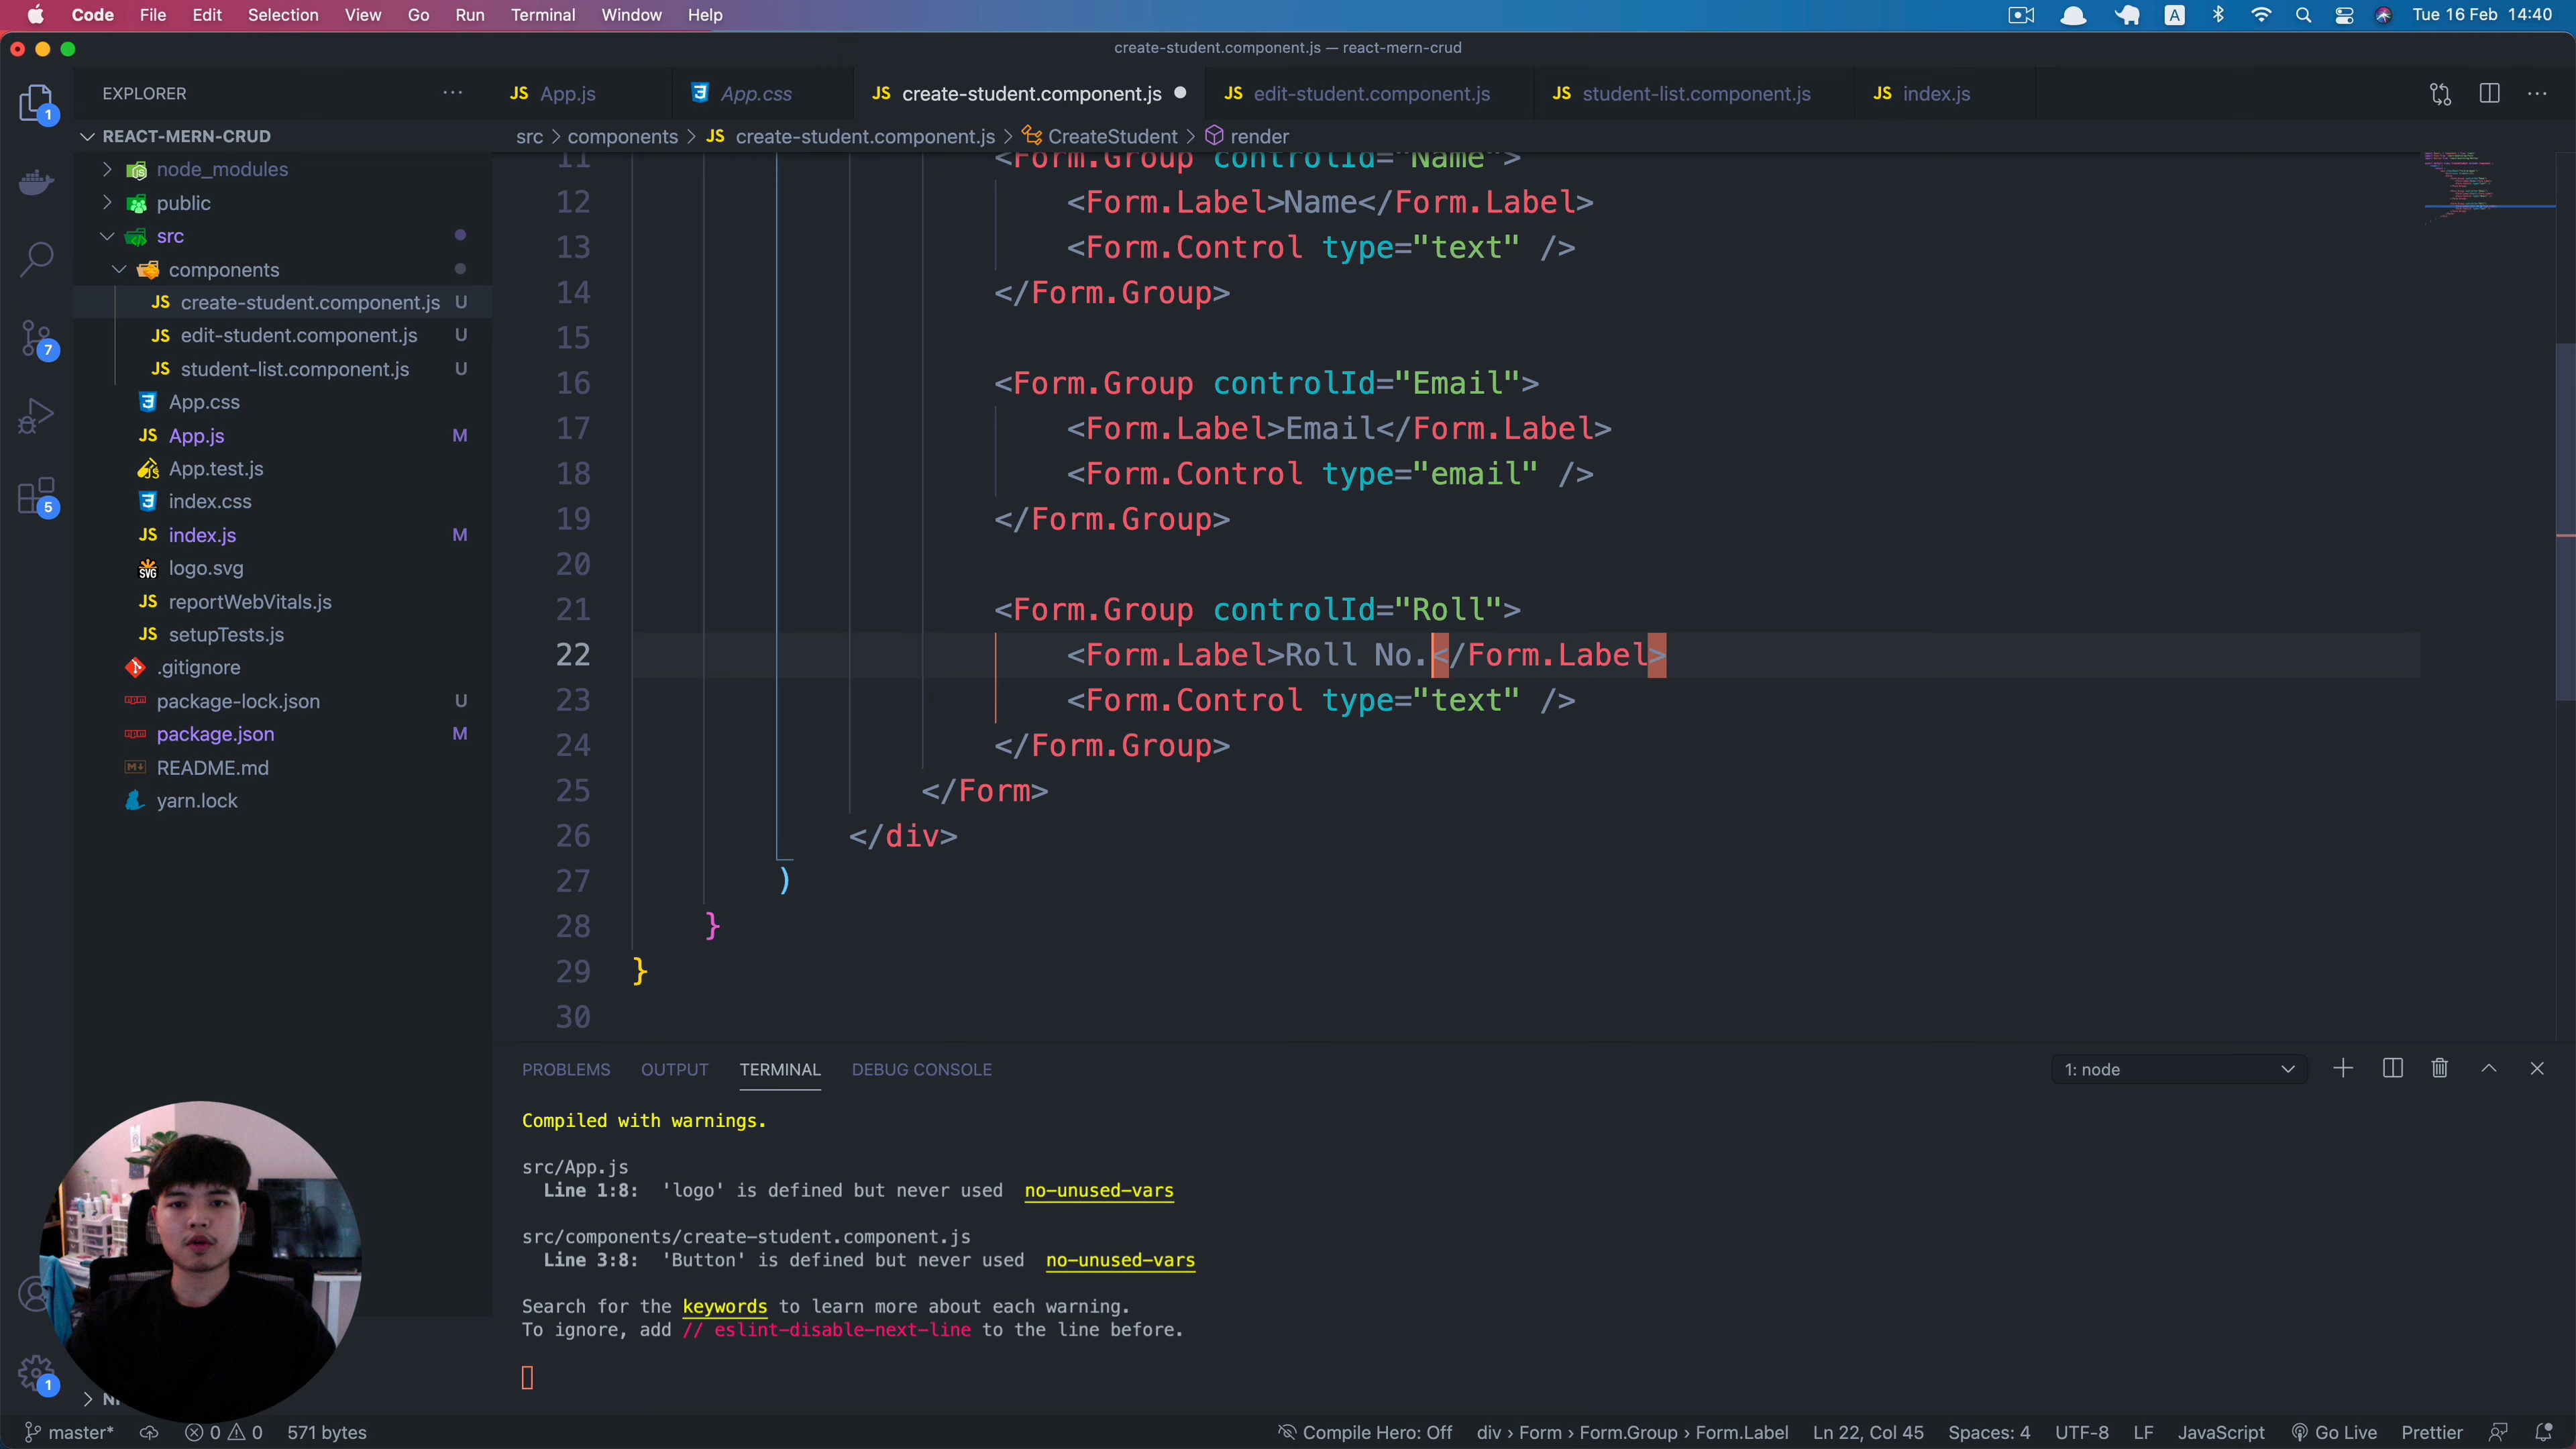 Code File Edit Selection View Go Run Terminal Window Help
A
Tue 16 Feb 14:40
create-student.component.js — react-mern-crud
EXPLORER
REACT-MERN-CRUD
node_modules
public
src
components
JS create-student.component.js U
JS edit-student.component.js U
JS student-list.component.js U
App.css
JS App.js M
App.test.js
index.css
JS index.js M
SVG logo.svg
JS reportWebVitals.js
JS setupTests.js
.gitignore
package-lock.json U
package.json M
README.md
yarn.lock
1
7
5
1
JS App.js
App.css
JS create-student.component.js
JS edit-student.component.js
JS student-list.component.js
JS index.js
src > components > JS create-student.component.js > CreateStudent > render
11 <Form.Group controlId="Name">
12 <Form.Label>Name</Form.Label>
13 <Form.Control type="text" />
14 </Form.Group>
15
16 <Form.Group controlId="Email">
17 <Form.Label>Email</Form.Label>
18 <Form.Control type="email" />
19 </Form.Group>
20
21 <Form.Group controlId="Roll">
22 <Form.Label>Roll No.</Form.Label>
23 <Form.Control type="text" />
24 </Form.Group>
25 </Form>
26 </div>
27 )
28 }
29 }
30
PROBLEMS OUTPUT TERMINAL DEBUG CONSOLE
1: node
Compiled with warnings.
src/App.js
Line 1:8: 'logo' is defined but never used no-unused-vars
src/components/create-student.component.js
Line 3:8: 'Button' is defined but never used no-unused-vars
Search for the keywords to learn more about each warning.
To ignore, add // eslint-disable-next-line to the line before.
master* 0 0 571 bytes
Compile Hero: Off div › Form › Form.Group › Form.Label Ln 22, Col 45 Spaces: 4 UTF-8 LF JavaScript Go Live Prettier